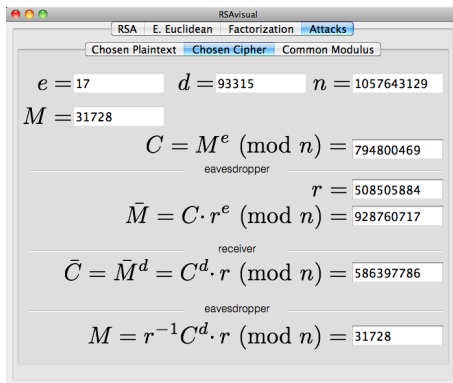 RSAvisual
RSA E. Euclidean Factorization Attacks
Chosen Plaintext Chosen Cipher Common Modulus
e = 17 d = 93315 n = 1057643129
M = 31728
C = M^e (mod n) = 794800469
eavesdropper
r = 508505884
M̄ = C · r^e (mod n) = 928760717
receiver
C̄ = M̄^d = C^d · r (mod n) = 586397786
eavesdropper
M = r^{-1}C^d · r (mod n) = 31728